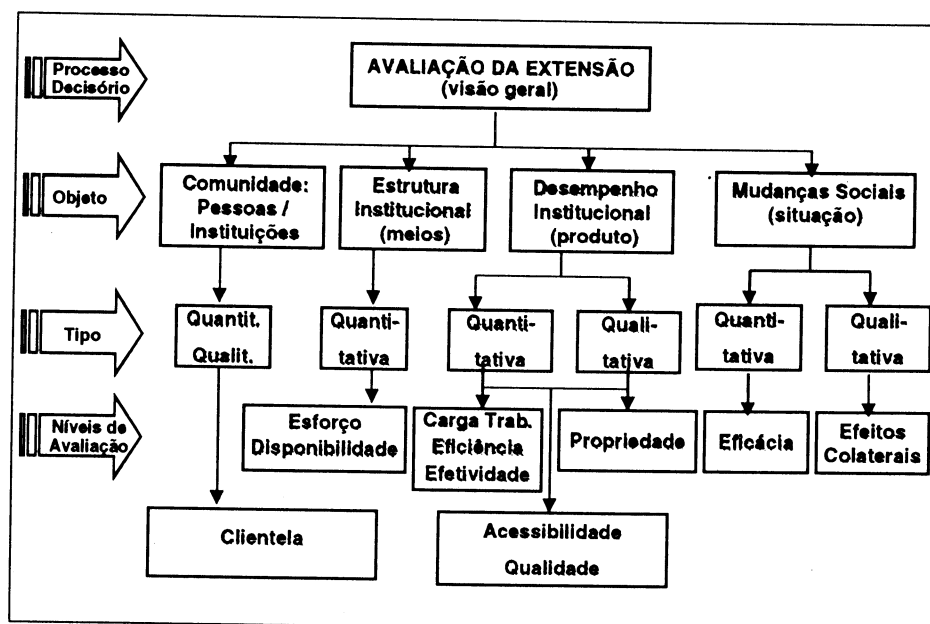 Processo
Decisório
AVALIAÇÃO DA EXTENSÃO
(visão geral)
Objeto
Comunidade:
Pessoas /
Instituições
Estrutura
Institucional
(meios)
Desempenho
Institucional
(produto)
Mudanças Sociais
(situação)
Tipo
Quantit.
Qualit.
Quanti-
tativa
Quanti-
tativa
Quali-
tativa
Quanti-
tativa
Quali-
tativa
Níveis de
Avaliação
Esforço
Disponibilidade
Carga Trab.
Eficiência
Efetividade
Propriedade
Eficácia
Efeitos
Colaterais
Clientela
Acessibilidade
Qualidade